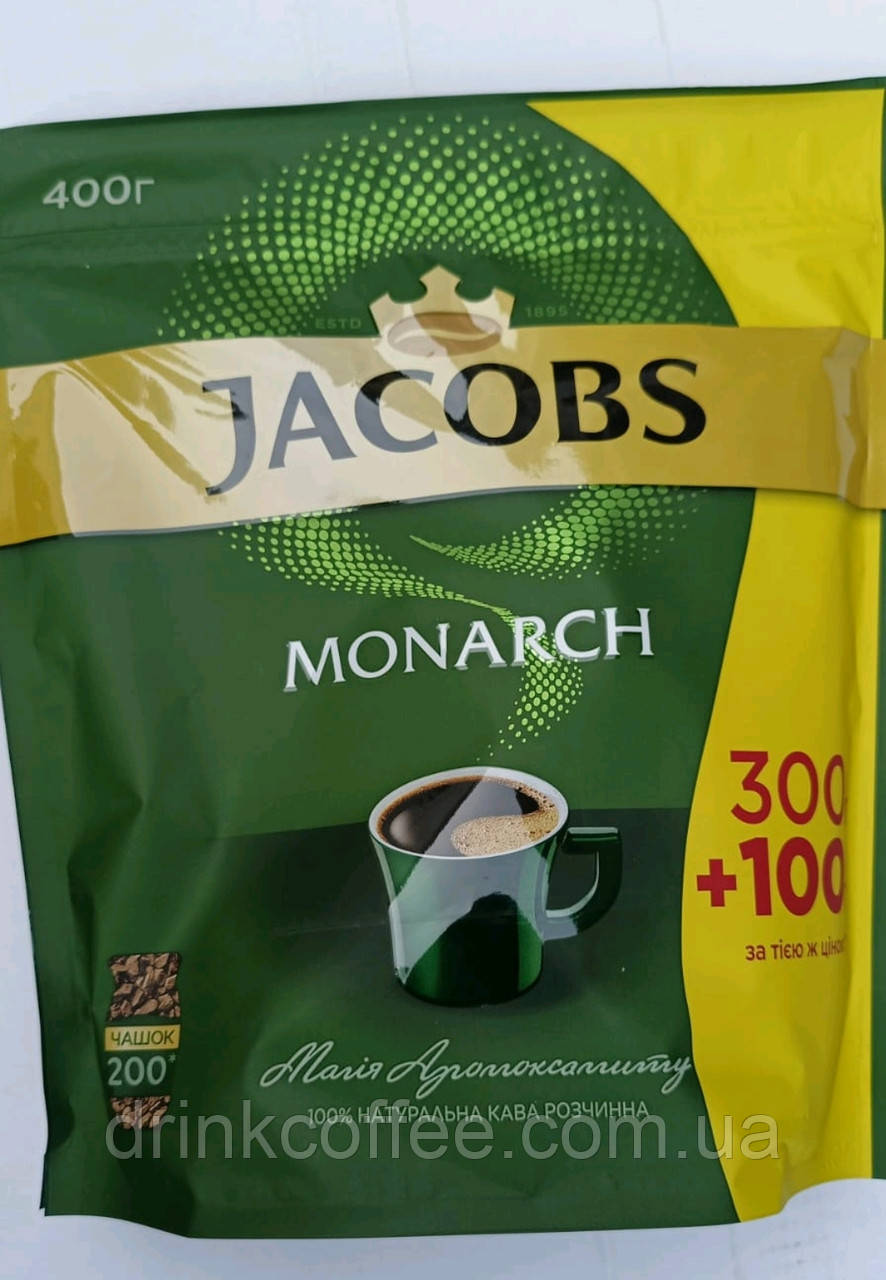 400г
ESTD 1895
JACOBS
MONARCH
300
+100
за тією ж ціною
ЧАШОК
200*
Магія Аромоксамиту
100% НАТУРАЛЬНА КАВА РОЗЧИННА
drinkcoffee.com.ua